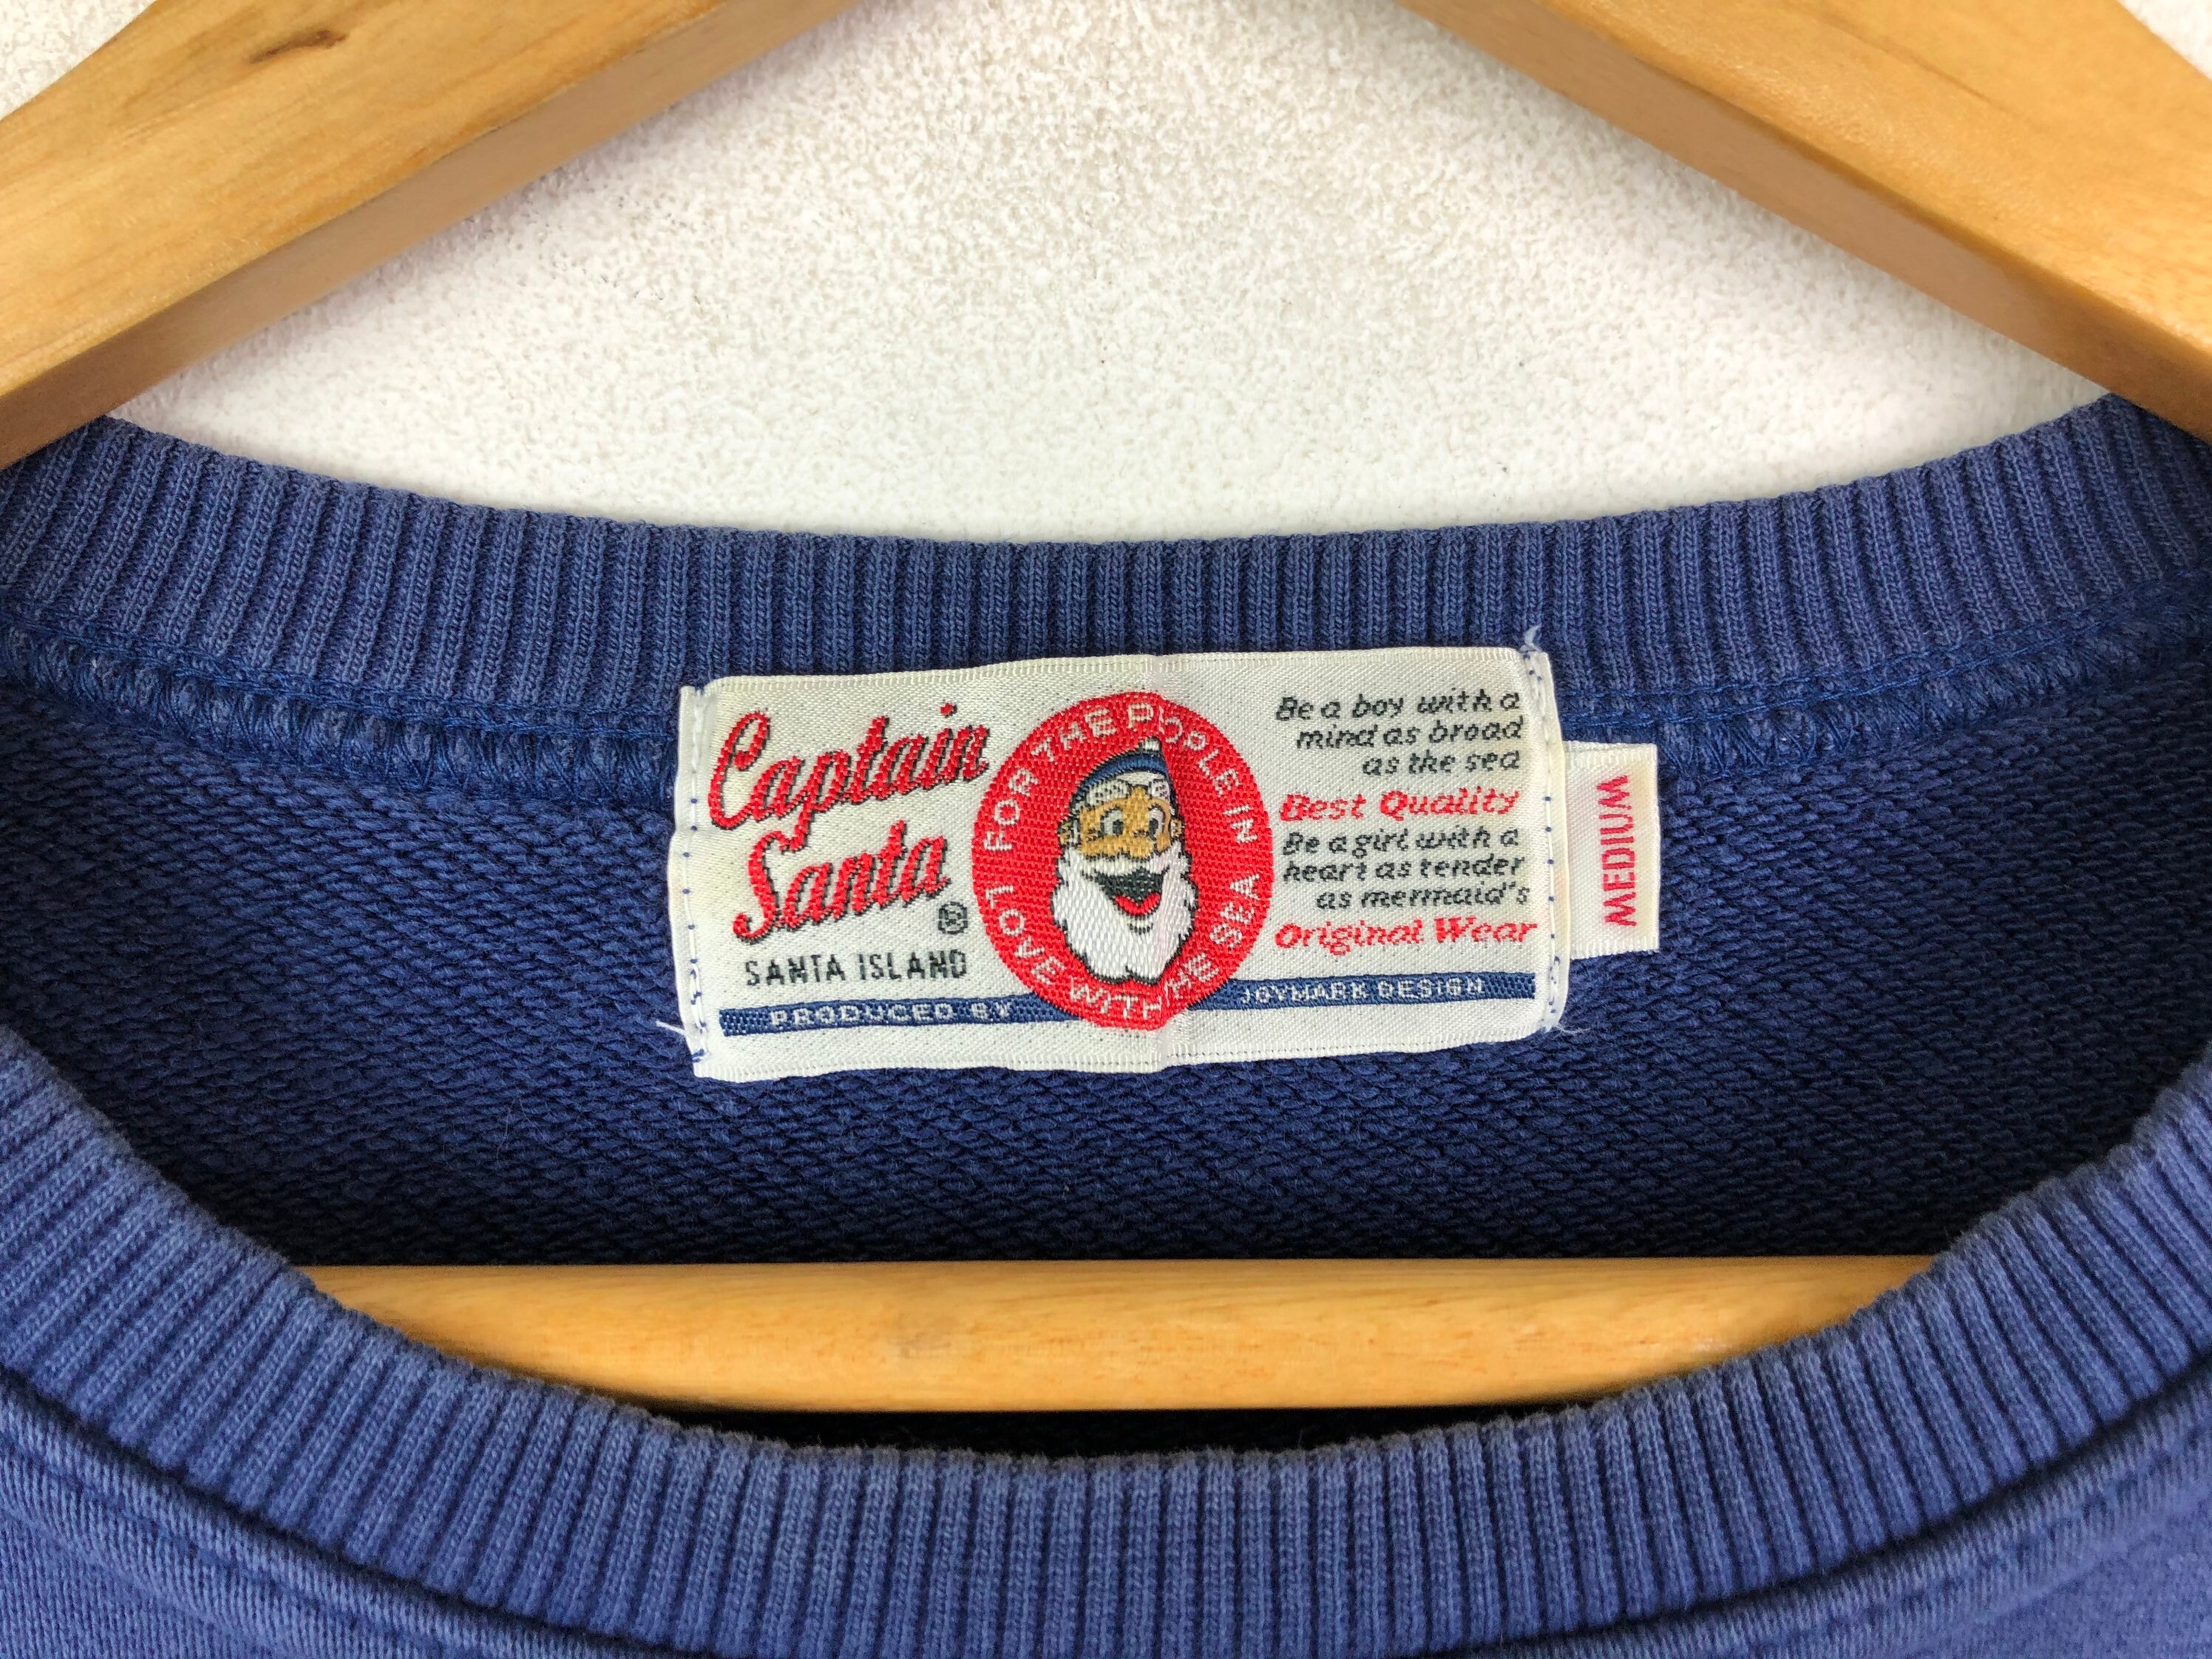 Captain
Santa
®
SANTA ISLAND
PRODUCED BY
FOR THE PEOPLE IN
LOVE WITH THE SEA
Be a boy with a
mind as broad
as the sea
Best Quality
Be a girl with a
heart as tender
as mermaid's
Original Wear
JOYMARK DESIGN
MEDIUM